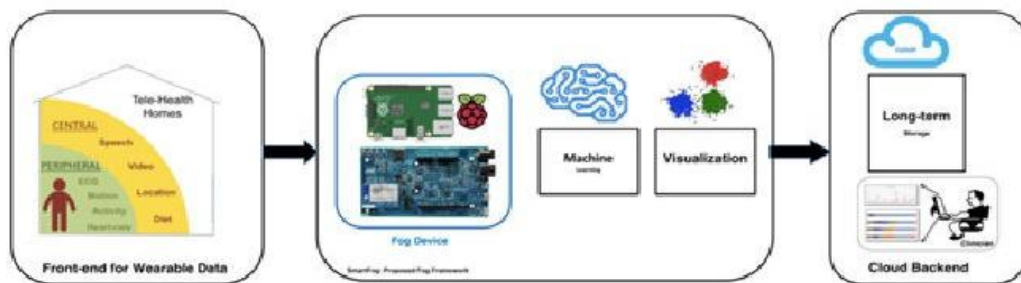 Tele-Health
Homes
CENTRAL
Speech
Video
Location
Diet
PERIPHERAL
ECG
Motion
Activity
Front-end for Wearable Data
Fog Device
Machine
Learning
Visualization
SmartFog: Proposed Fog Framework
Long-term
Storage
Clinician
Cloud Backend